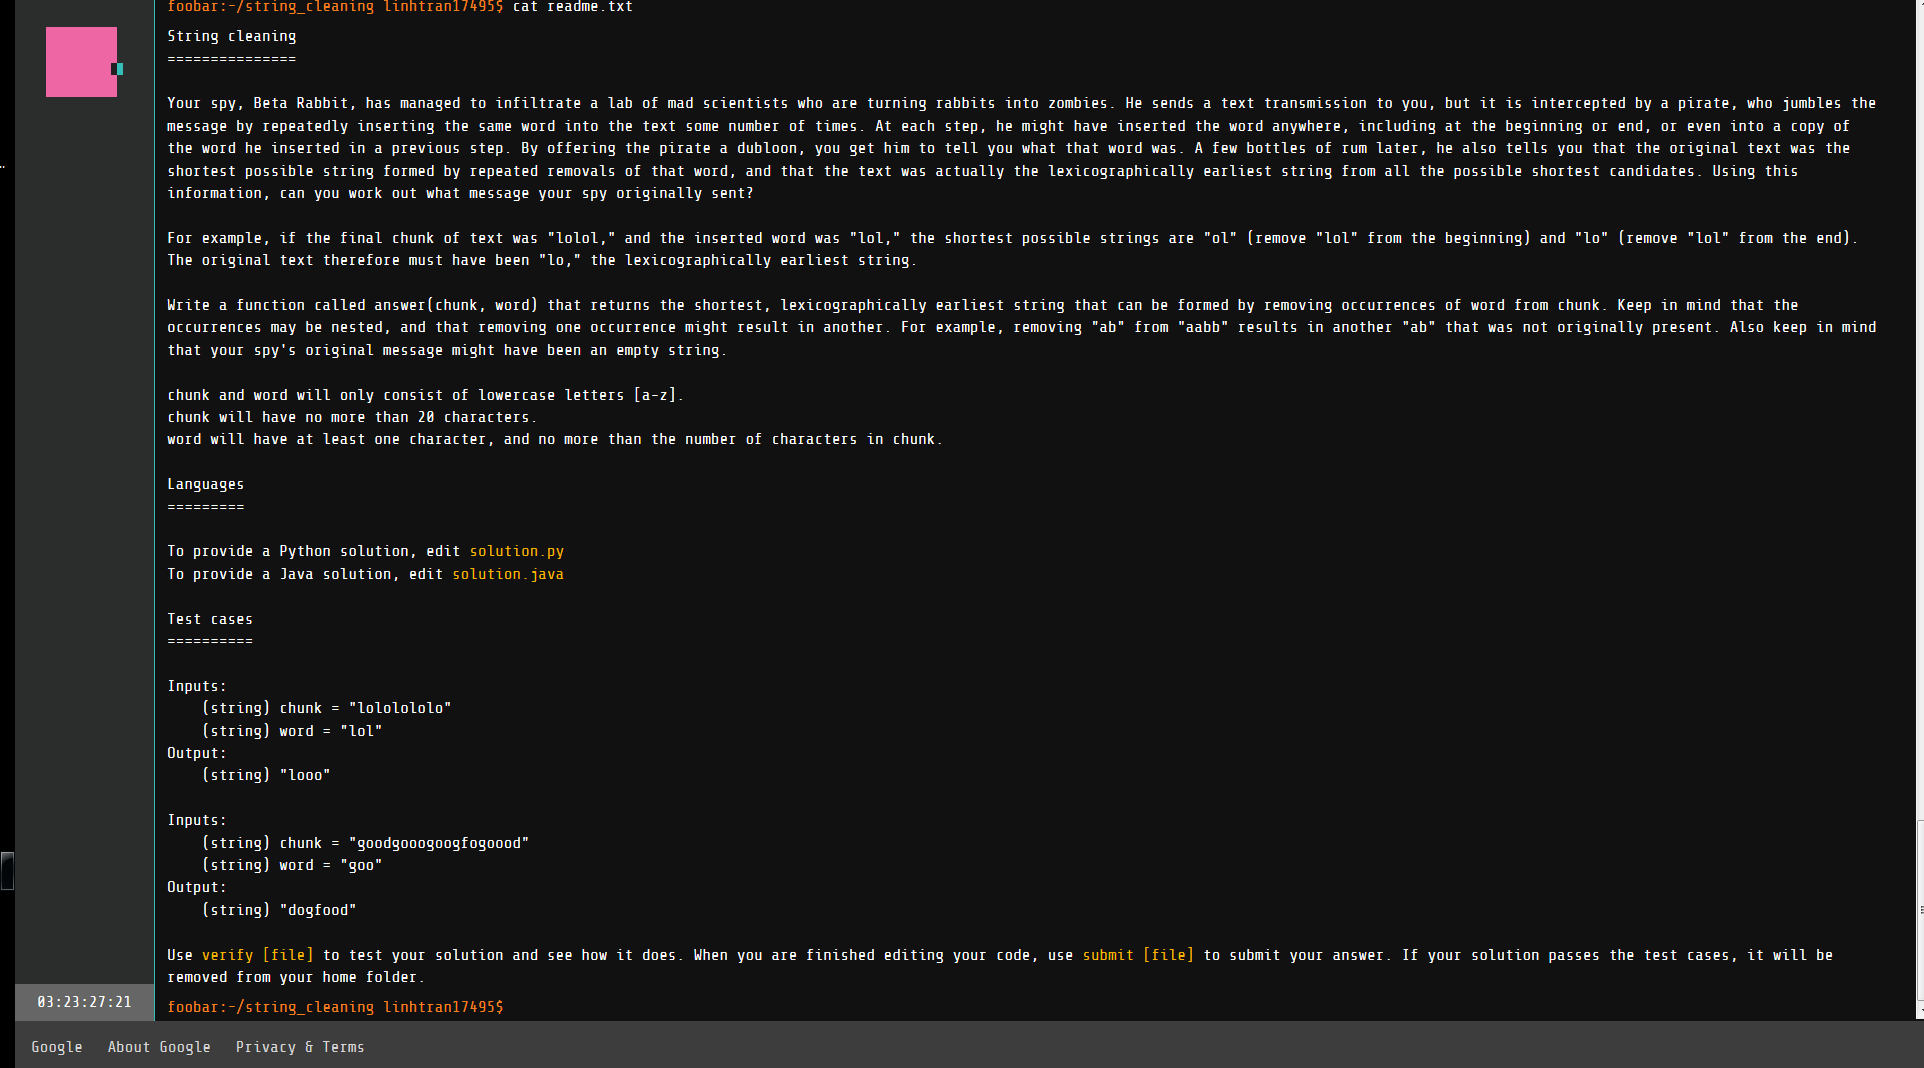 foobar:~/string_cleaning linhtran17495$ cat readme.txt
String cleaning
===============
Your spy, Beta Rabbit, has managed to infiltrate a lab of mad scientists who are turning rabbits into zombies. He sends a text transmission to you, but it is intercepted by a pirate, who jumbles the
message by repeatedly inserting the same word into the text some number of times. At each step, he might have inserted the word anywhere, including at the beginning or end, or even into a copy of
the word he inserted in a previous step. By offering the pirate a dubloon, you get him to tell you what that word was. A few bottles of rum later, he also tells you that the original text was the
shortest possible string formed by repeated removals of that word, and that the text was actually the lexicographically earliest string from all the possible shortest candidates. Using this
information, can you work out what message your spy originally sent?
For example, if the final chunk of text was "lolol," and the inserted word was "lol," the shortest possible strings are "ol" (remove "lol" from the beginning) and "lo" (remove "lol" from the end).
The original text therefore must have been "lo," the lexicographically earliest string.
Write a function called answer(chunk, word) that returns the shortest, lexicographically earliest string that can be formed by removing occurrences of word from chunk. Keep in mind that the
occurrences may be nested, and that removing one occurrence might result in another. For example, removing "ab" from "aabb" results in another "ab" that was not originally present. Also keep in mind
that your spy's original message might have been an empty string.
chunk and word will only consist of lowercase letters [a-z].
chunk will have no more than 20 characters.
word will have at least one character, and no more than the number of characters in chunk.
Languages
=========
To provide a Python solution, edit solution.py
To provide a Java solution, edit solution.java
Test cases
==========
Inputs:
(string) chunk = "lololololo"
(string) word = "lol"
Output:
(string) "looo"
Inputs:
(string) chunk = "goodgooogoogfogoood"
(string) word = "goo"
Output:
(string) "dogfood"
Use verify [file] to test your solution and see how it does. When you are finished editing your code, use submit [file] to submit your answer. If your solution passes the test cases, it will be
removed from your home folder.
03:23:27:21
foobar:~/string_cleaning linhtran17495$
Google About Google Privacy & Terms